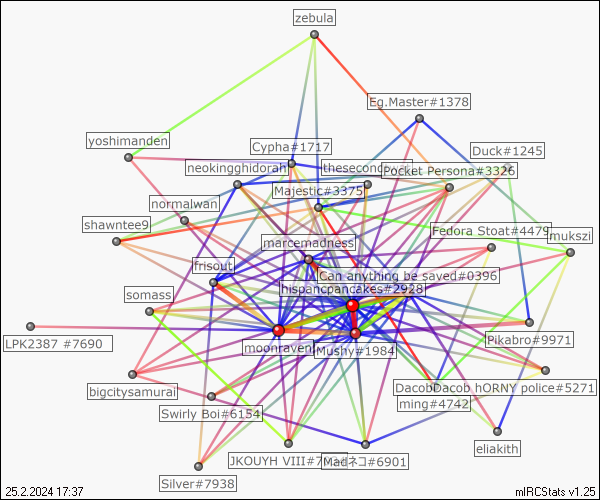 zebula
Eg.Master#1378
yoshimanden
Cypha#1717
Duck#1245
neokingghidorah
Pocket Persona#3326
Majestic#3375
normalwan
shawntee9
Fedora Stoat#4479
mukszi
marcemadness
frisout
Can anything be saved#0396
hispancpancakes#2928
somass
LPK2387 #7690
moonraven
Mushy#1984
Pikabro#9971
bigcitysamurai
DacobDacob
hORNY police#5271
ming#4742
Swirly Boi#6154
eliakith
JKOUYH VIII#7
Madネコ#6901
Silver#7938
25.2.2024 17:37
mIRCStats v1.25